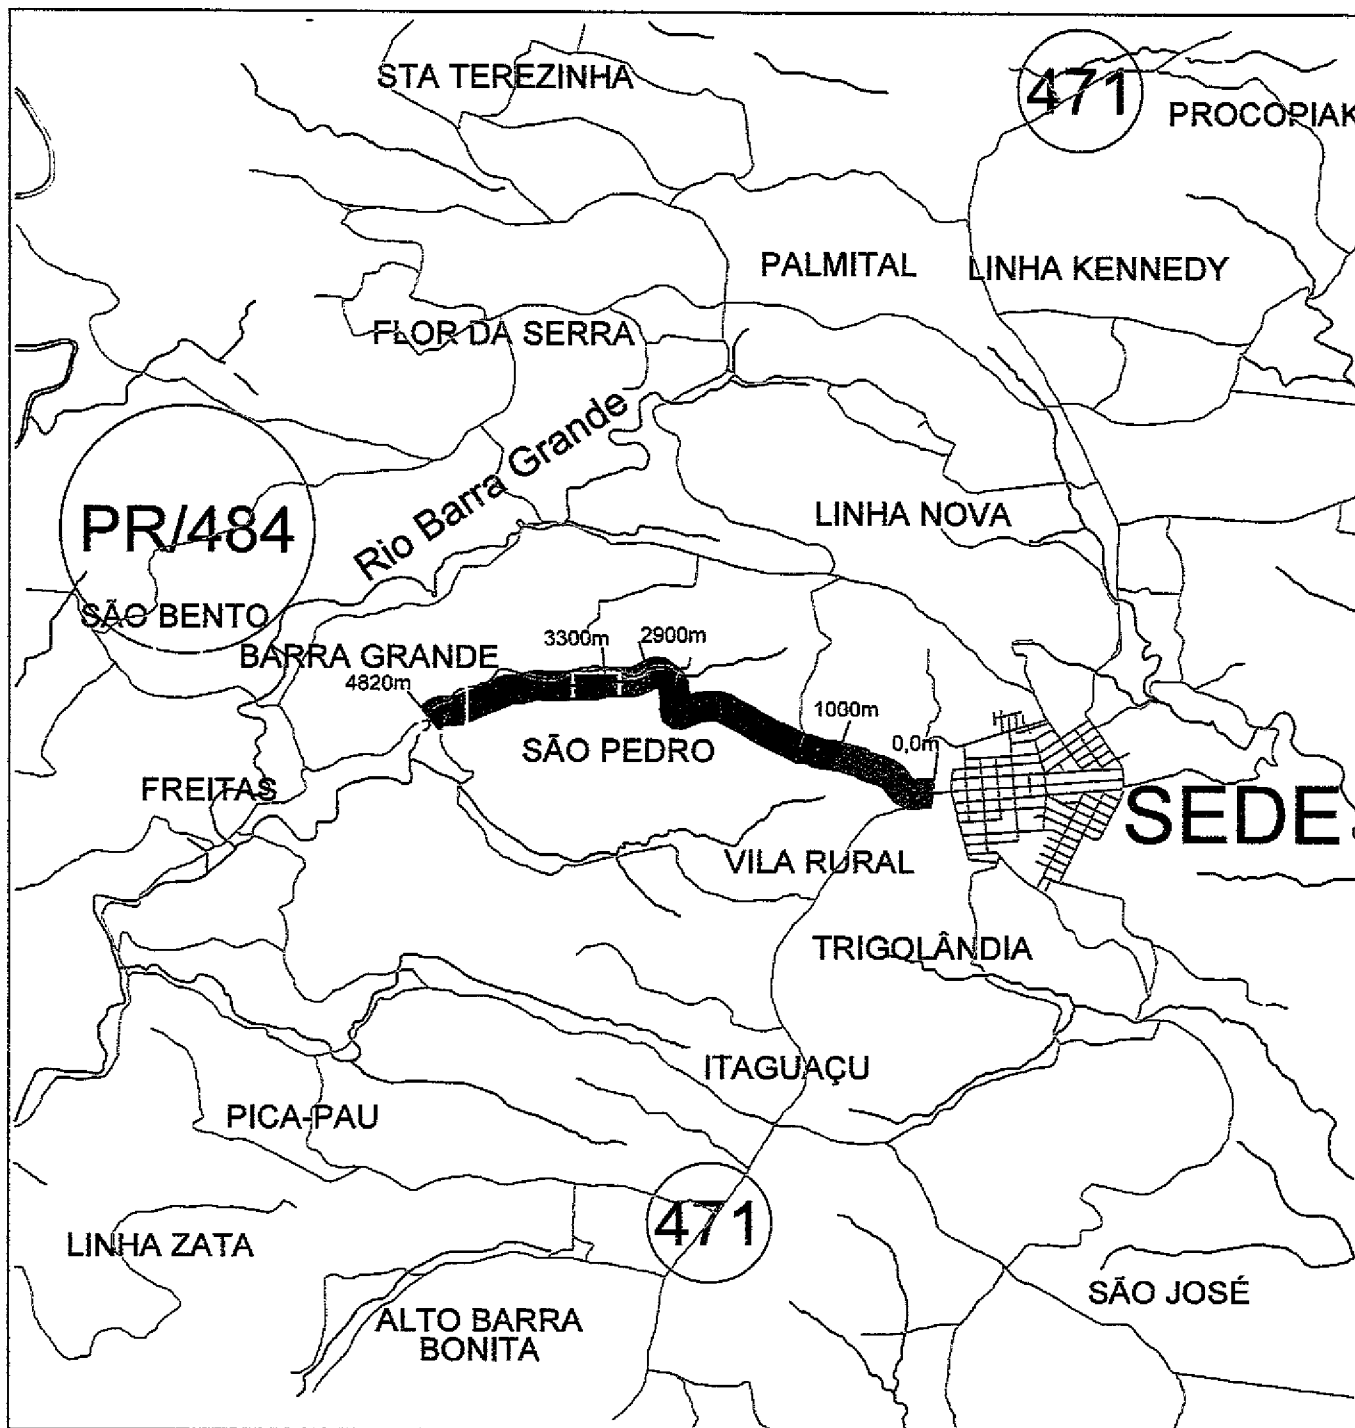 STA TEREZINHA
471
PROCOPIAK
PALMITAL
LINHA KENNEDY
FLOR DA SERRA
Rio Barra Grande
PR/484
LINHA NOVA
SÃO BENTO
3300m
2900m
BARRA GRANDE
4820m
1000m
0,0m
SÃO PEDRO
FREITAS
SEDE
VILA RURAL
TRIGOLÂNDIA
ITAGUAÇU
PICA-PAU
471
LINHA ZATA
SÃO JOSÉ
ALTO BARRA
BONITA